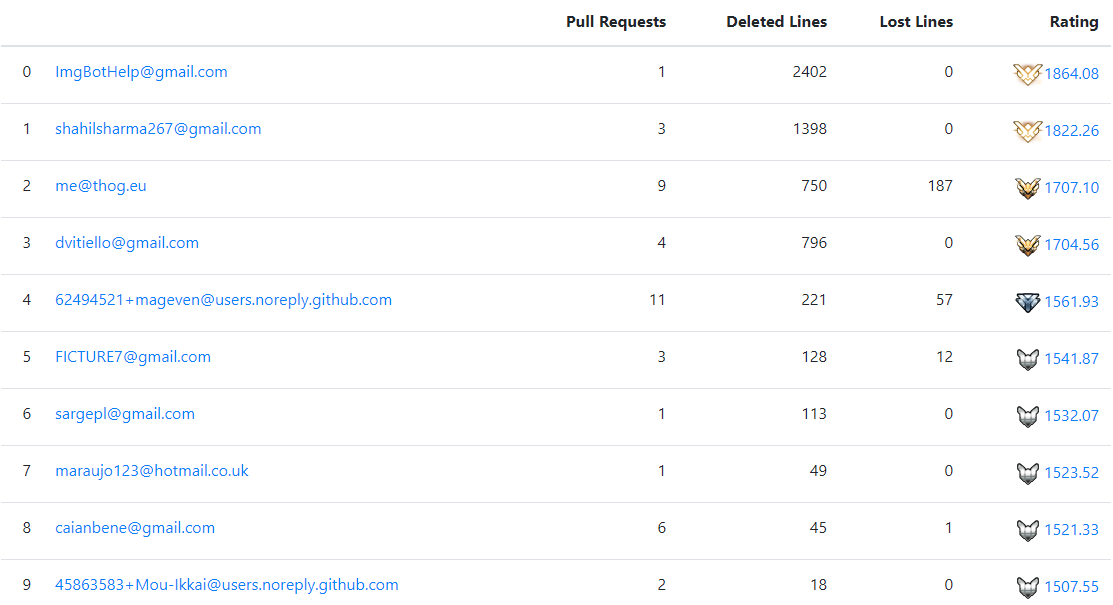 Pull Requests Deleted Lines Lost Lines Rating
0 ImgBotHelp@gmail.com 1 2402 0 1864.08
1 shahilsharma267@gmail.com 3 1398 0 1822.26
2 me@thog.eu 9 750 187 1707.10
3 dvitiello@gmail.com 4 796 0 1704.56
4 62494521+mageven@users.noreply.github.com 11 221 57 1561.93
5 FICTURE7@gmail.com 3 128 12 1541.87
6 sargepl@gmail.com 1 113 0 1532.07
7 maraujo123@hotmail.co.uk 1 49 0 1523.52
8 caianbene@gmail.com 6 45 1 1521.33
9 45863583+Mou-Ikkai@users.noreply.github.com 2 18 0 1507.55